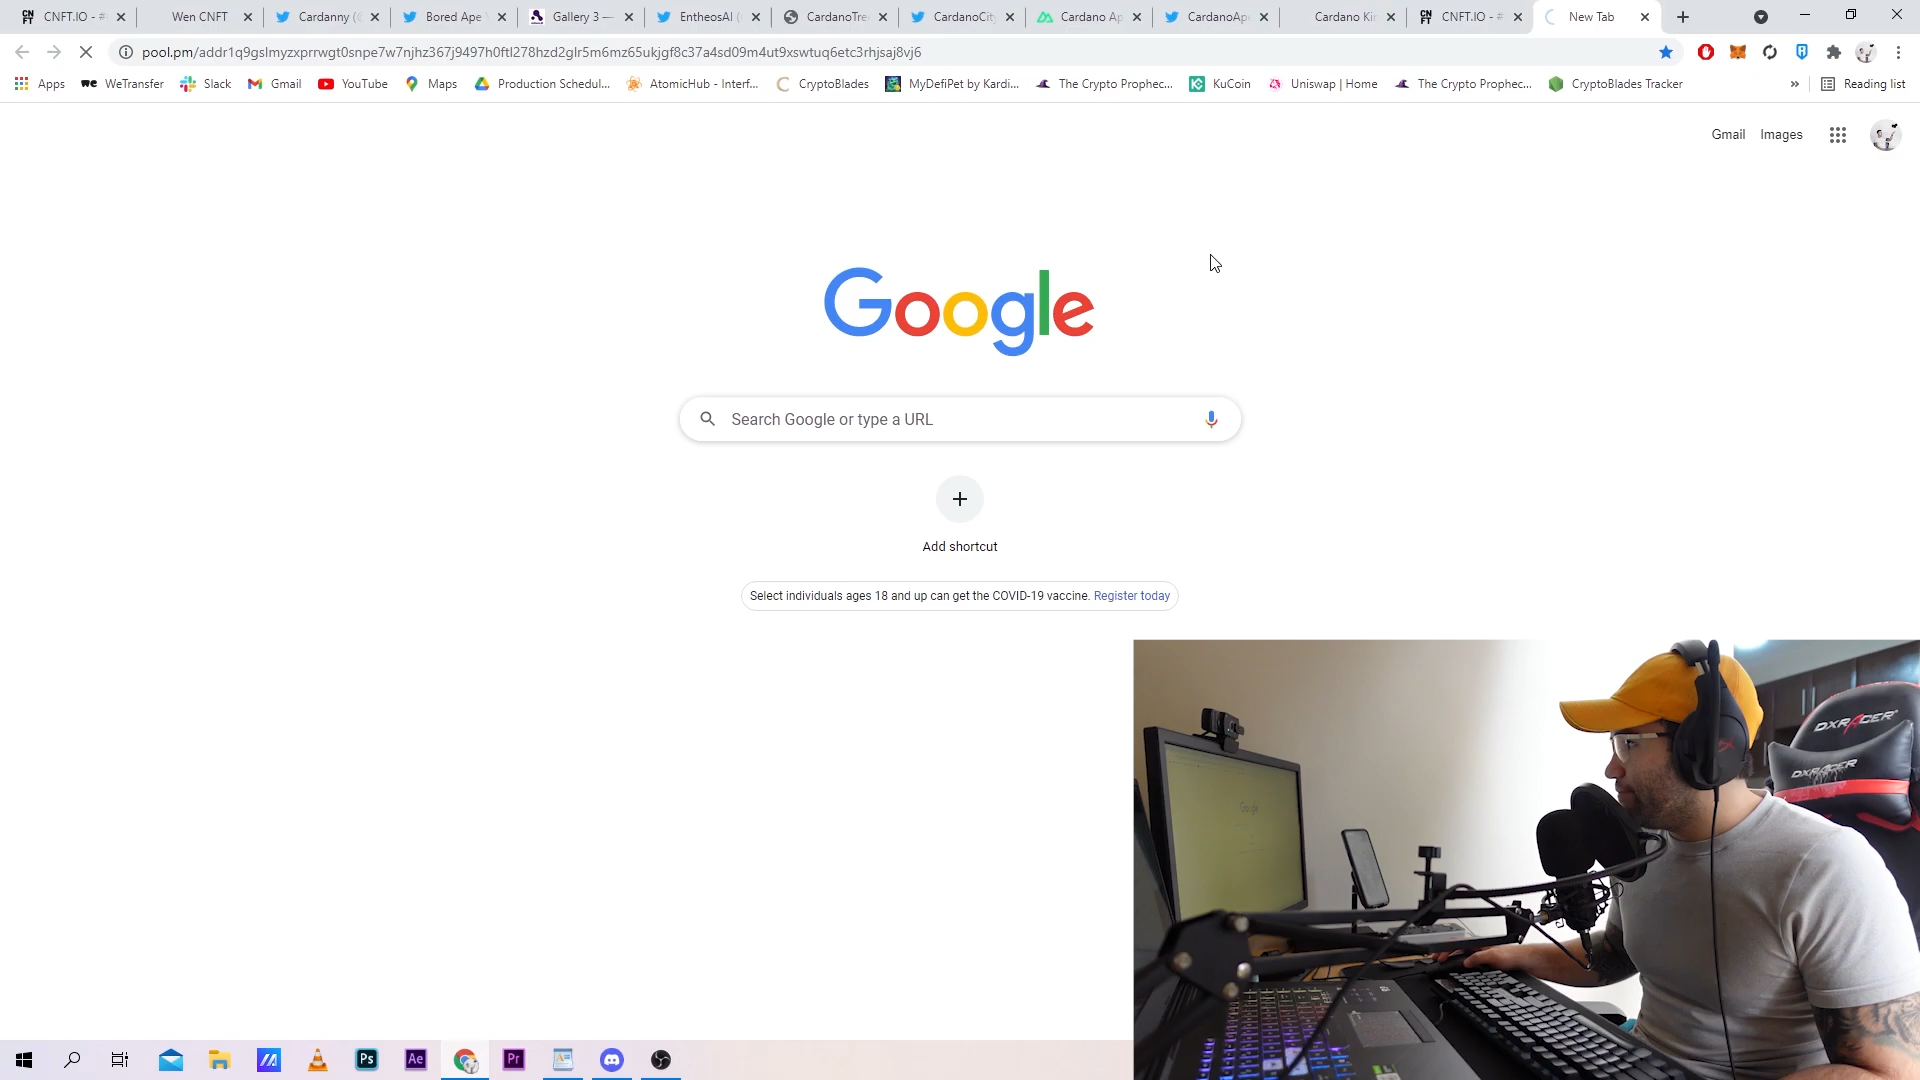 CNFT.IO - #
Wen CNFT
Cardanny (@
Bored Ape Y
Gallery 3 —
EntheosAI (
CardanoTre
CardanoCity
Cardano Ap
CardanoApe
Cardano Kin
CNFT.IO - #
New Tab
pool.pm/addr1q9gslmyzxprrwgt0snpe7w7njhz367j9497h0ftl278hzd2glr5m6mz65ukjgf8c37a4sd09m4ut9xswtuq6etc3rhjsaj8vj6
Apps
WeTransfer
Slack
Gmail
YouTube
Maps
Production Schedul...
AtomicHub - Interf...
CryptoBlades
MyDefiPet by Kardi...
The Crypto Prophec...
KuCoin
Uniswap | Home
The Crypto Prophec...
CryptoBlades Tracker
»
Reading list
Gmail
Images
Google
Search Google or type a URL
Add shortcut
Select individuals ages 18 and up can get the COVID-19 vaccine. Register today
DXRACER
DXRACER
Google
Ps
Ae
Pr